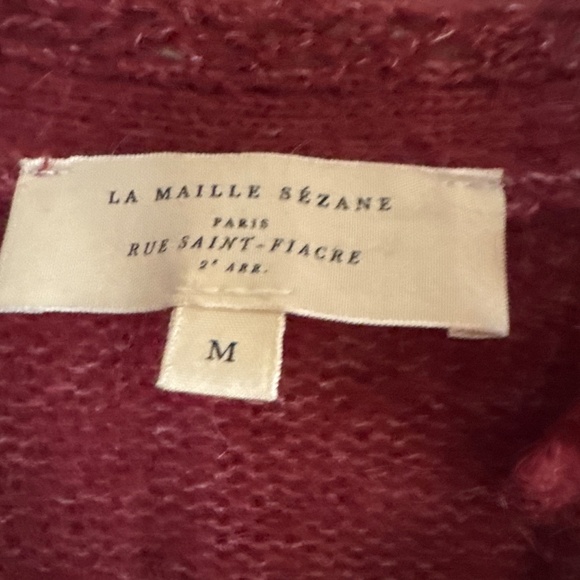 LA MAILLE SÉZANE
PARIS
RUE SAINT-FIACRE
2ᵉ ARR.
M